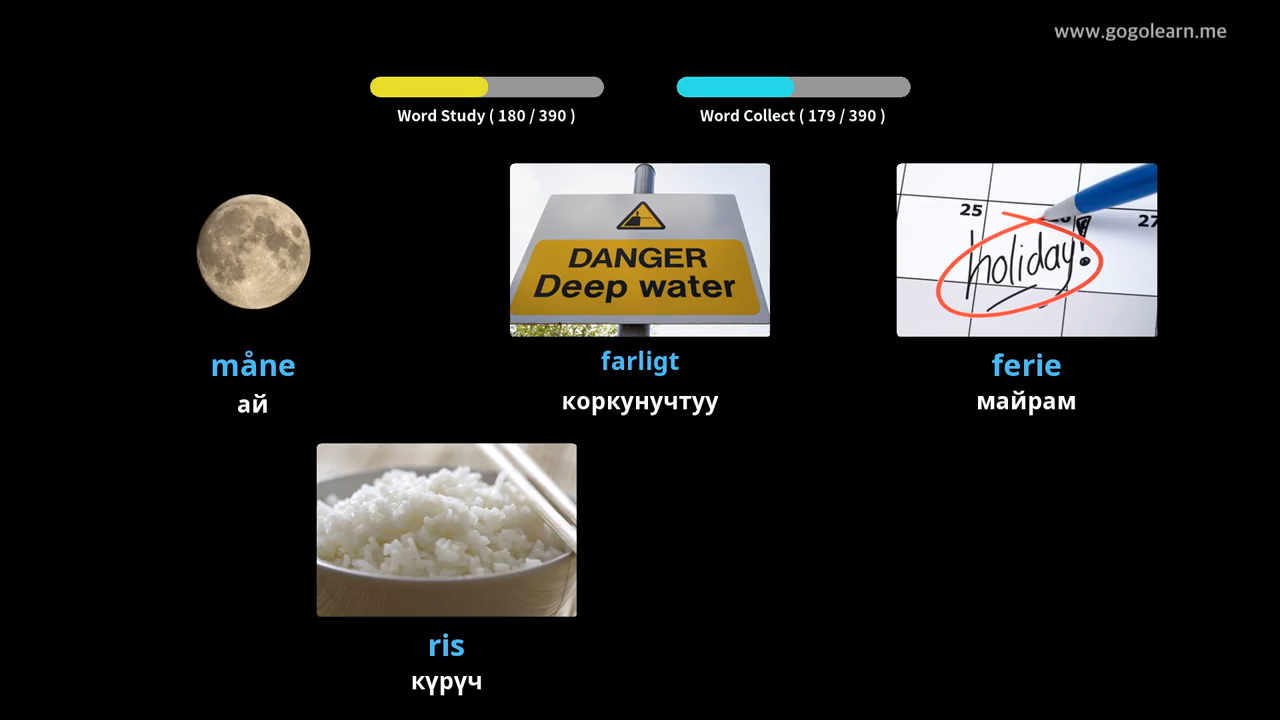 www.gogolearn.me
Word Study ( 180 / 390 )
Word Collect ( 179 / 390 )
DANGER
Deep water
25
27
holiday!
måne
ай
farligt
коркунучтуу
ferie
майрам
ris
күрүч